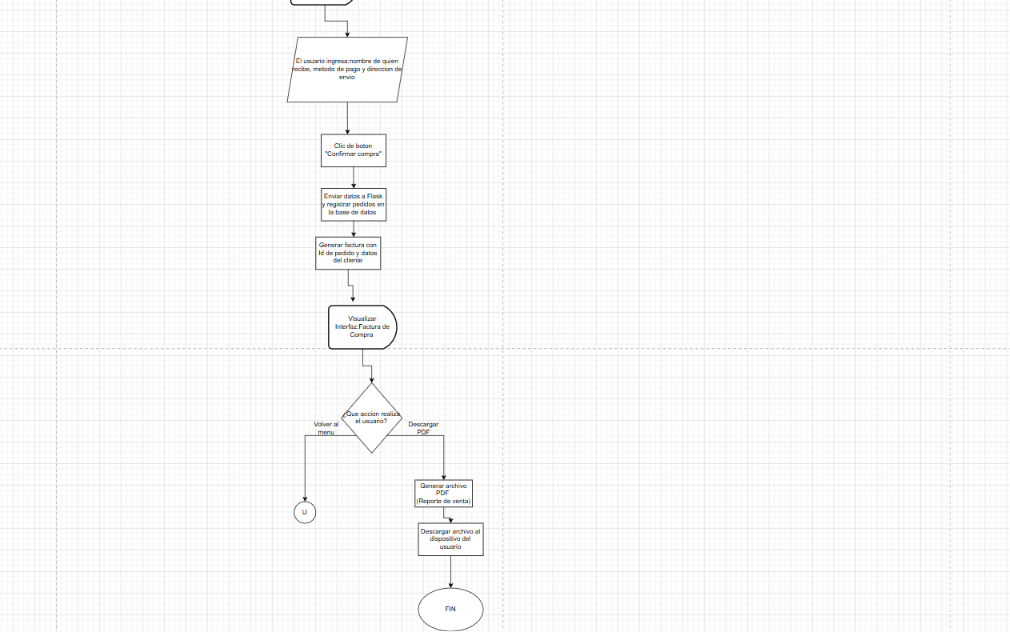 El usuario ingresa:nombre de quien
recibe, metodo de pago y direccion de
envio
Clic de boton
"Confirmar compra"
Enviar datos a Flask
y registrar pedidos en
la base de datos
Generar factura con
Id de pedido y datos
del cliente
Visualizar
Interfaz:Factura de
Compra
¿Que accion realiza
el usuario?
Volver al
menu
Descargar
PDF
Generar archivo
PDF
(Reporte de venta)
U
Descargar archivo al
dispositivo del
usuario
FIN